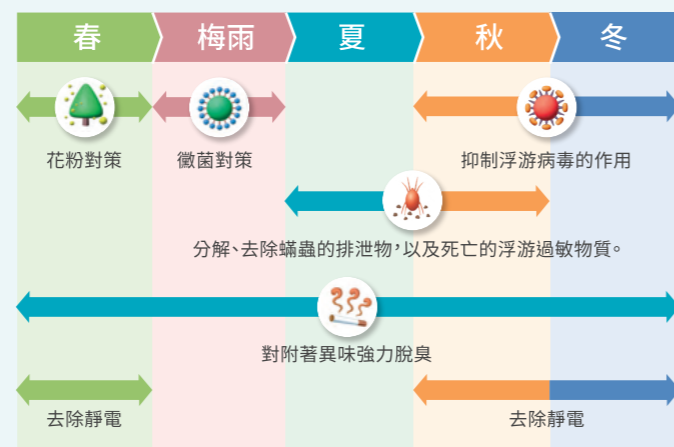 春 梅雨 夏 秋 冬
花粉對策 黴菌對策 抑制浮游病毒的作用
分解、去除蟎蟲的排泄物，以及死亡的浮游過敏物質。
對附著異味強力脫臭
去除靜電 去除靜電